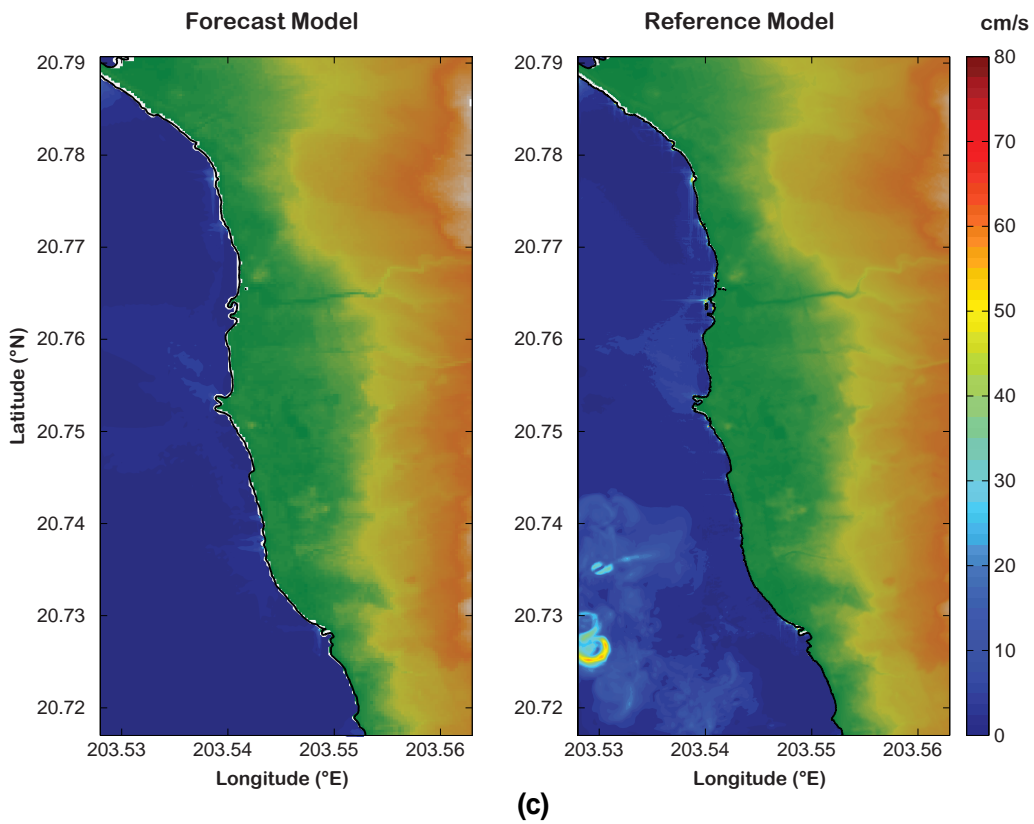 Forecast Model
Reference Model
cm/s
Latitude (°N)
20.79
20.78
20.77
20.76
20.75
20.74
20.73
20.72
203.53 203.54 203.55 203.56
Longitude (°E)
20.79
20.78
20.77
20.76
20.75
20.74
20.73
20.72
203.53 203.54 203.55 203.56
Longitude (°E)
80
70
60
50
40
30
20
10
0
(c)